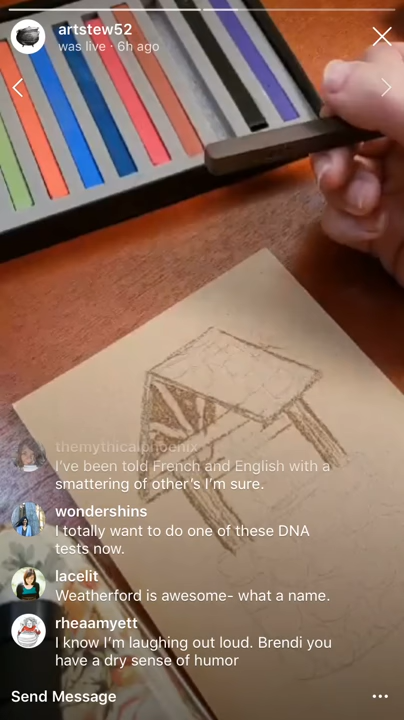 artstew52
was live · 6h ago
themythicalphoenix
I've been told French and English with a
smattering of other's I'm sure.
wondershins
I totally want to do one of these DNA
tests now.
lacelit
Weatherford is awesome- what a name.
rheaamyett
I know I'm laughing out loud. Brendi you
have a dry sense of humor
Send Message